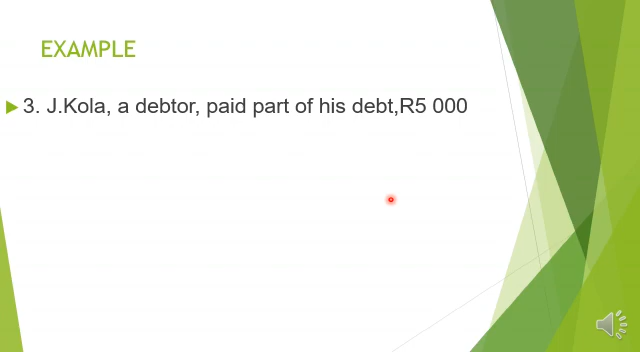 EXAMPLE
3. J.Kola, a debtor, paid part of his debt,R5 000